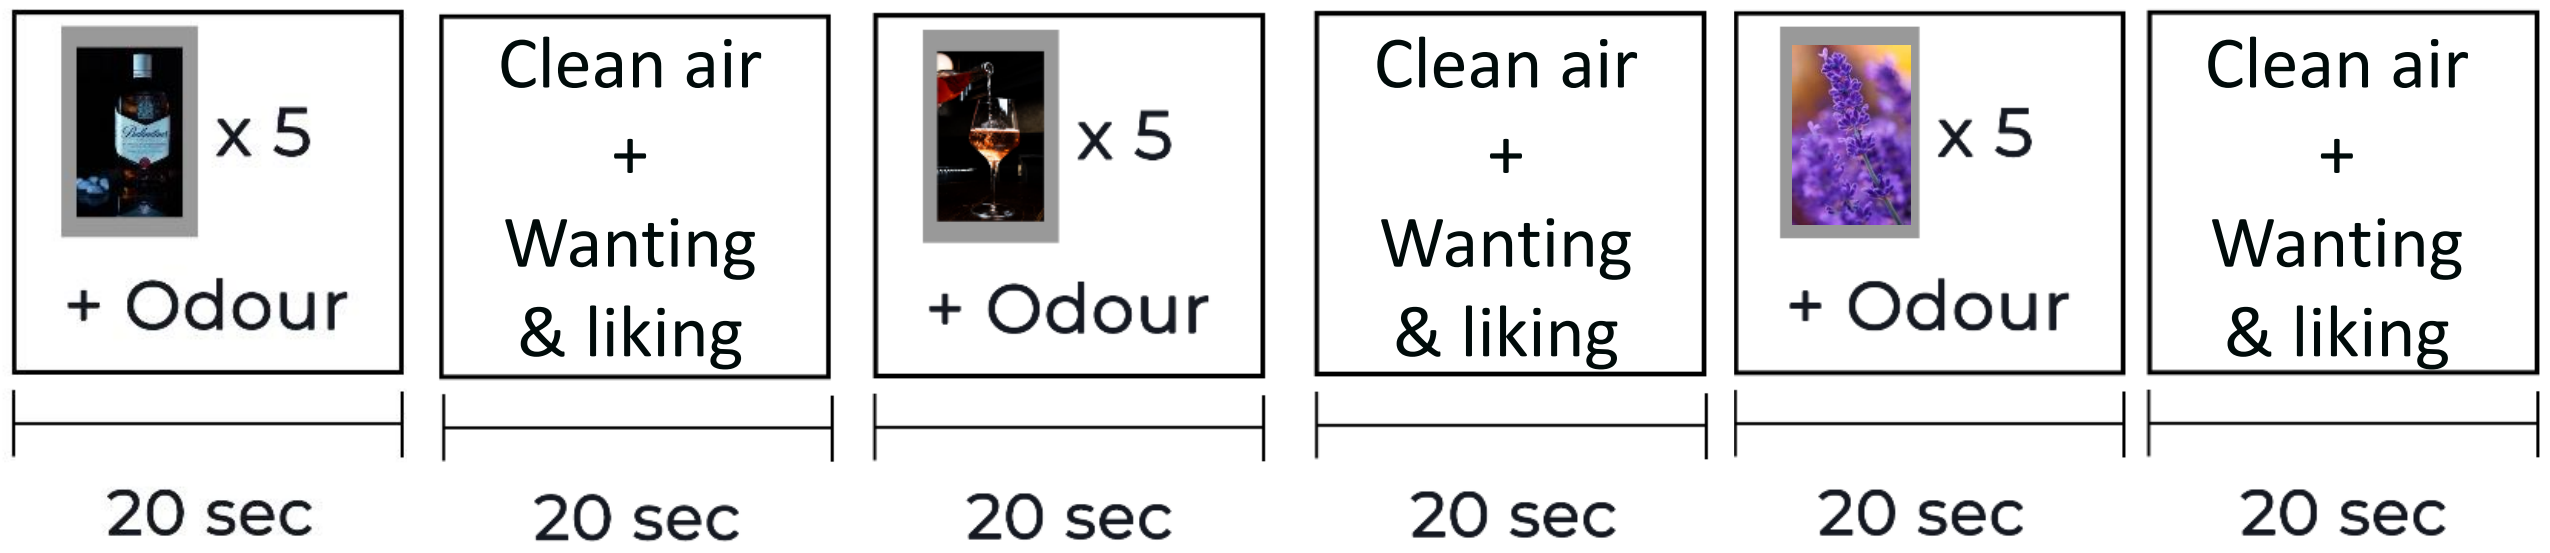 x 5
+ Odour
Clean air
+
Wanting
& liking
x 5
+ Odour
Clean air
+
Wanting
& liking
x 5
+ Odour
Clean air
+
Wanting
& liking
20 sec
20 sec
20 sec
20 sec
20 sec
20 sec